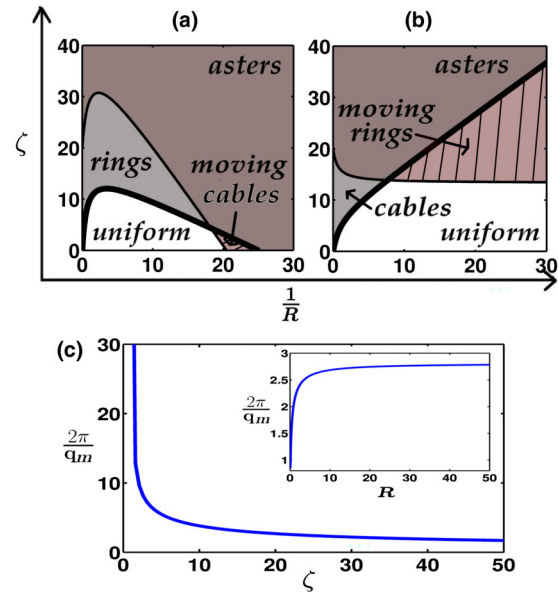 (a) (b)
40 40
asters asters
30 30
moving rings
ζ
20 20
rings moving cables
10 10
cables
uniform uniform
0 0
0 10 20 30 0 10 20 30
1/R
(c)
30
20
10
0
2π/qm
0 10 20 30 40 50
ζ
3
2.5
2
1.5
1
2π/qm
0 10 20 30 40 50
R